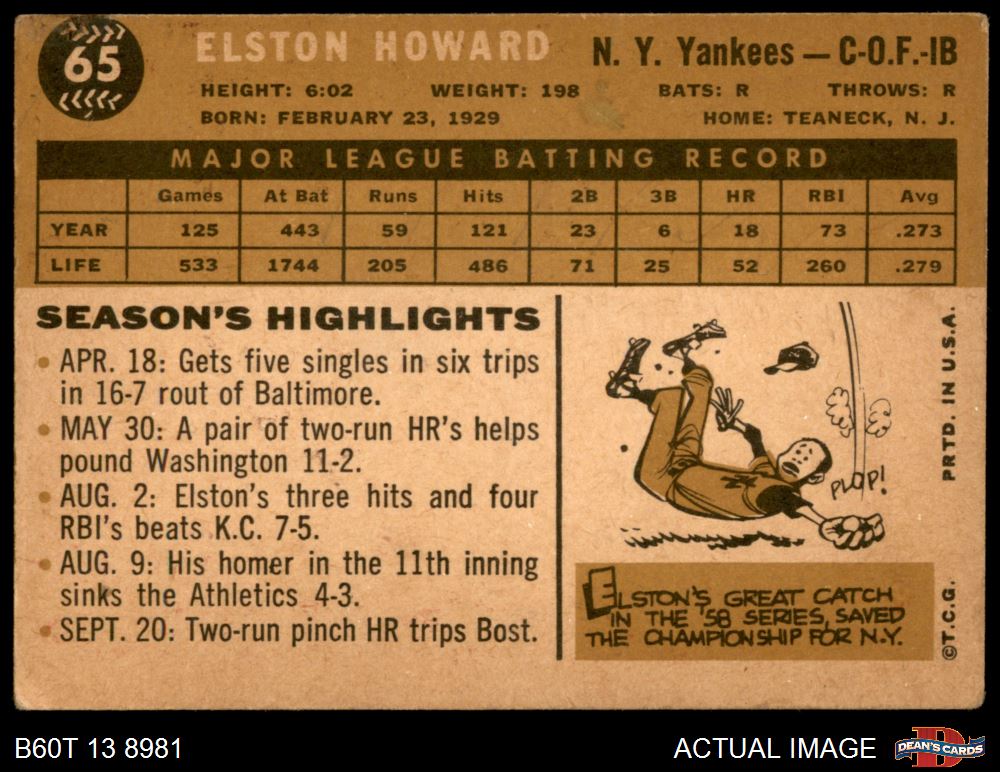 65
ELSTON HOWARD
N. Y. Yankees — C-O.F.-1B
HEIGHT: 6:02 WEIGHT: 198 BATS: R THROWS: R
BORN: FEBRUARY 23, 1929 HOME: TEANECK, N. J.
MAJOR LEAGUE BATTING RECORD
Games At Bat Runs Hits 2B 3B HR RBI Avg
YEAR 125 443 59 121 23 6 18 73 .273
LIFE 533 1744 205 486 71 25 52 260 .279
SEASON'S HIGHLIGHTS
• APR. 18: Gets five singles in six trips
in 16-7 rout of Baltimore.
• MAY 30: A pair of two-run HR's helps
pound Washington 11-2.
• AUG. 2: Elston's three hits and four
RBI's beats K.C. 7-5.
• AUG. 9: His homer in the 11th inning
sinks the Athletics 4-3.
• SEPT. 20: Two-run pinch HR trips Bost.
PLOP!
ELSTON'S GREAT CATCH
IN THE '58 SERIES, SAVED
THE CHAMPIONSHIP FOR N.Y.
©T.C.G. PRTD. IN U.S.A.
B60T 13 8981
ACTUAL IMAGE
D
DEAN'S CARDS